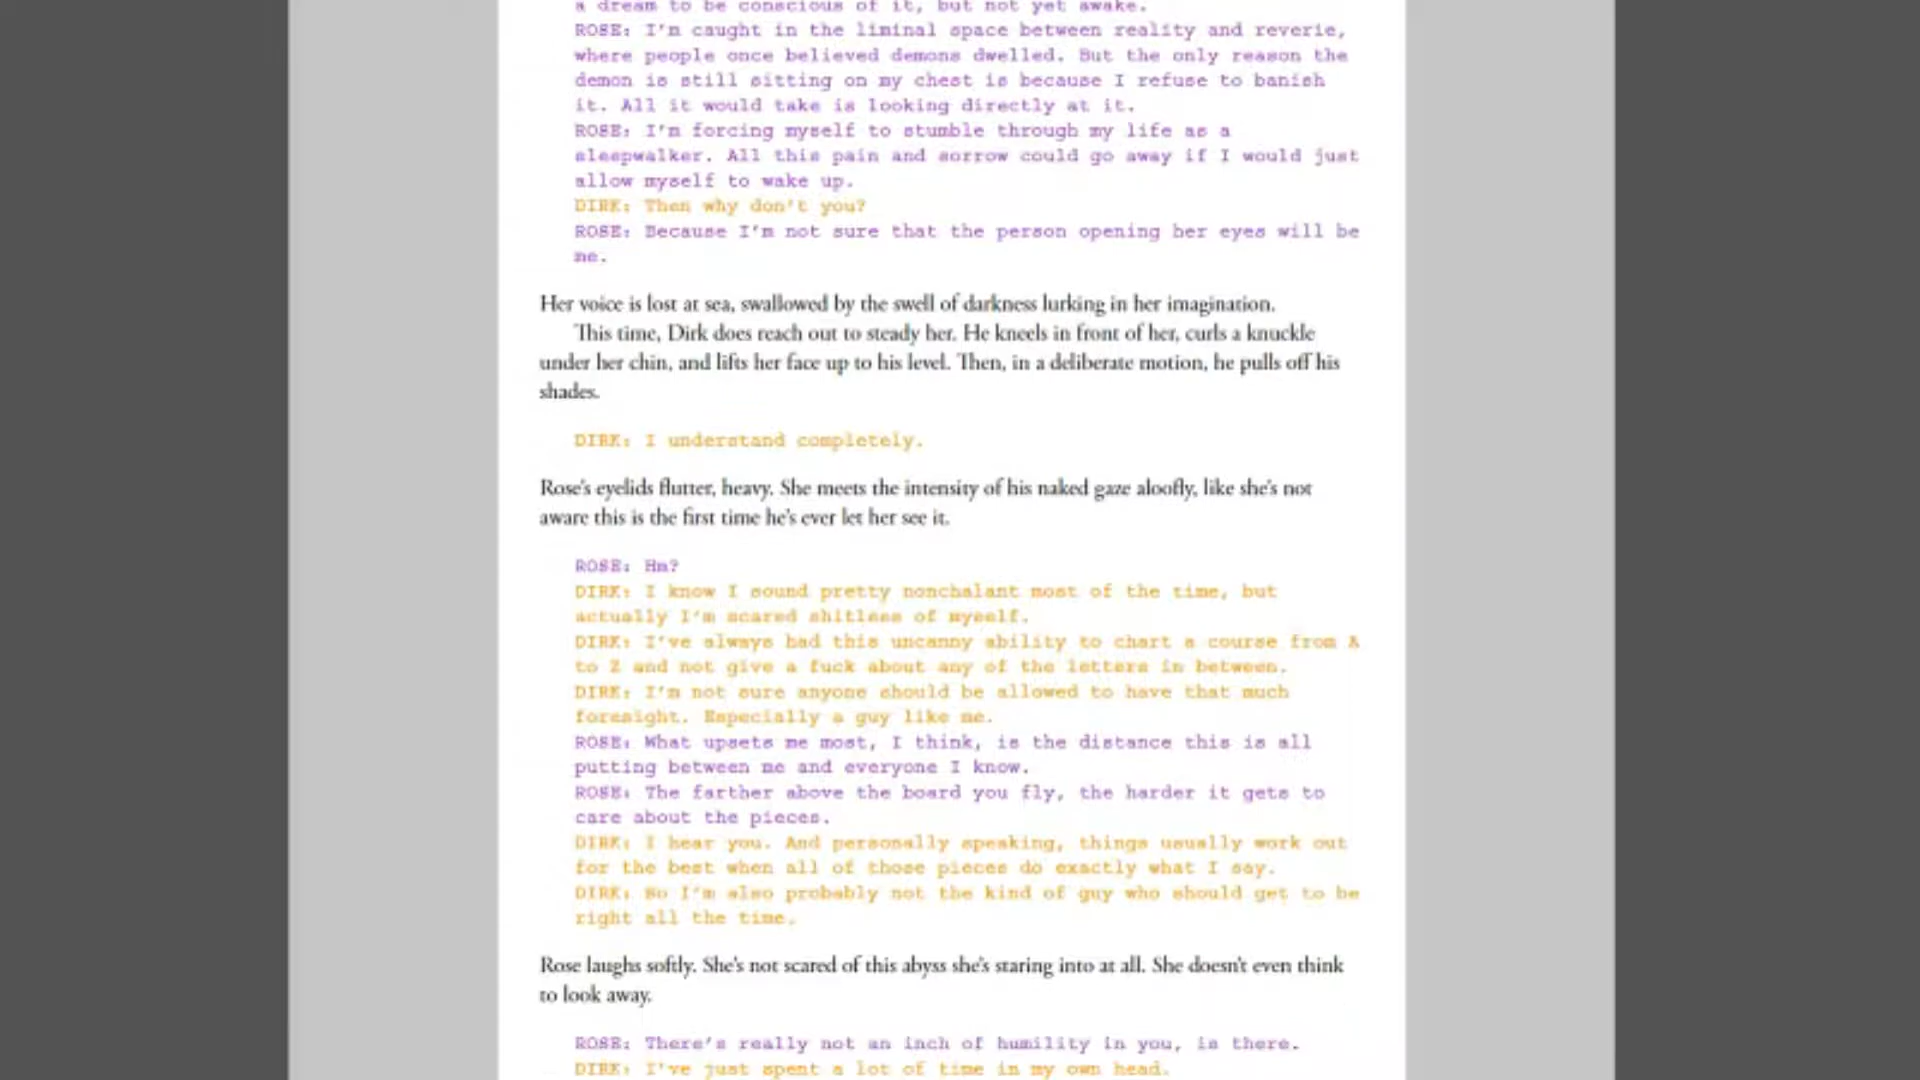 a dream to be conscious of it, but not yet awake.
ROSE: I'm caught in the liminal space between reality and reverie,
where people once believed demons dwelled. But the only reason the
demon is still sitting on my chest is because I refuse to banish
it. All it would take is looking directly at it.
ROSE: I'm forcing myself to stumble through my life as a
sleepwalker. All this pain and sorrow could go away if I would just
allow myself to wake up.
DIRK: Then why don't you?
ROSE: Because I'm not sure that the person opening her eyes will be
me.
Her voice is lost at sea, swallowed by the swell of darkness lurking in her imagination.
This time, Dirk does reach out to steady her. He kneels in front of her, curls a knuckle
under her chin, and lifts her face up to his level. Then, in a deliberate motion, he pulls off his
shades.
DIRK: I understand completely.
Rose's eyelids flutter, heavy. She meets the intensity of his naked gaze aloofly, like she's not
aware this is the first time he's ever let her see it.
ROSE: Hm?
DIRK: I know I sound pretty nonchalant most of the time, but
actually I'm scared shitless of myself.
DIRK: I've always had this uncanny ability to chart a course from A
to Z and not give a fuck about any of the letters in between.
DIRK: I'm not sure anyone should be allowed to have that much
foresight. Especially a guy like me.
ROSE: What upsets me most, I think, is the distance this is all
putting between me and everyone I know.
ROSE: The farther above the board you fly, the harder it gets to
care about the pieces.
DIRK: I hear you. And personally speaking, things usually work out
for the best when all of those pieces do exactly what I say.
DIRK: So I'm also probably not the kind of guy who should get to be
right all the time.
Rose laughs softly. She's not scared of this abyss she's staring into at all. She doesn't even think
to look away.
ROSE: There's really not an inch of humility in you, is there.
DIRK: I've just spent a lot of time in my own head.